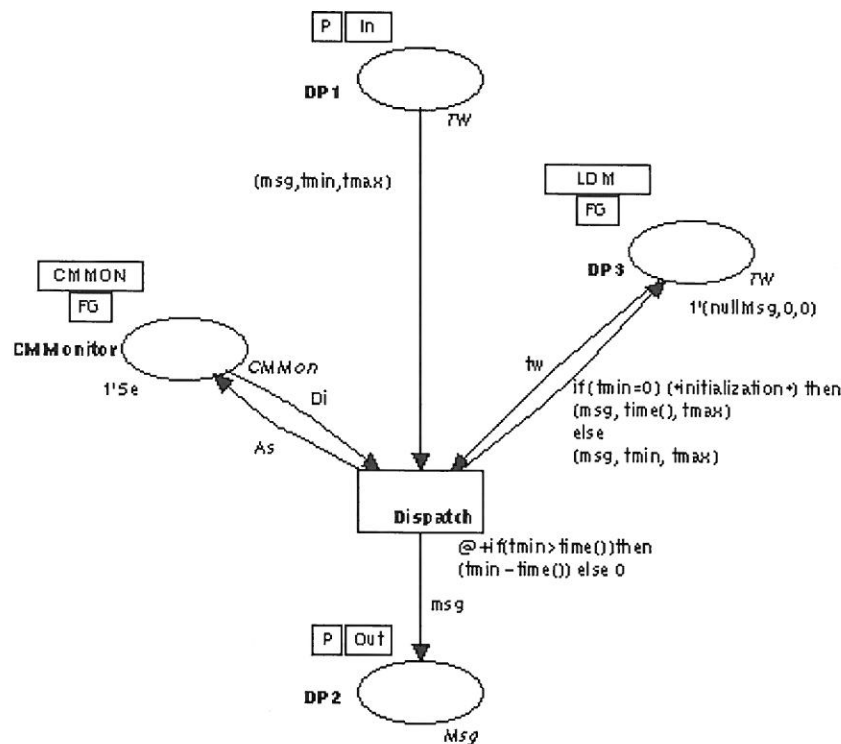 P In
DP1
TW
(msg,tmin,tmax)
LDM
FG
DP3
TW
1'(nullMsg,0,0)
CMMON
FG
CMMonitor
CMMon
1'Se
Di
As
tw
if(tmin=0) (*initialization*) then
(msg, time(), tmax)
else
(msg, tmin, tmax)
Dispatch
@+if(tmin>time())then
(tmin-time()) else 0
msg
P Out
DP2
Msg